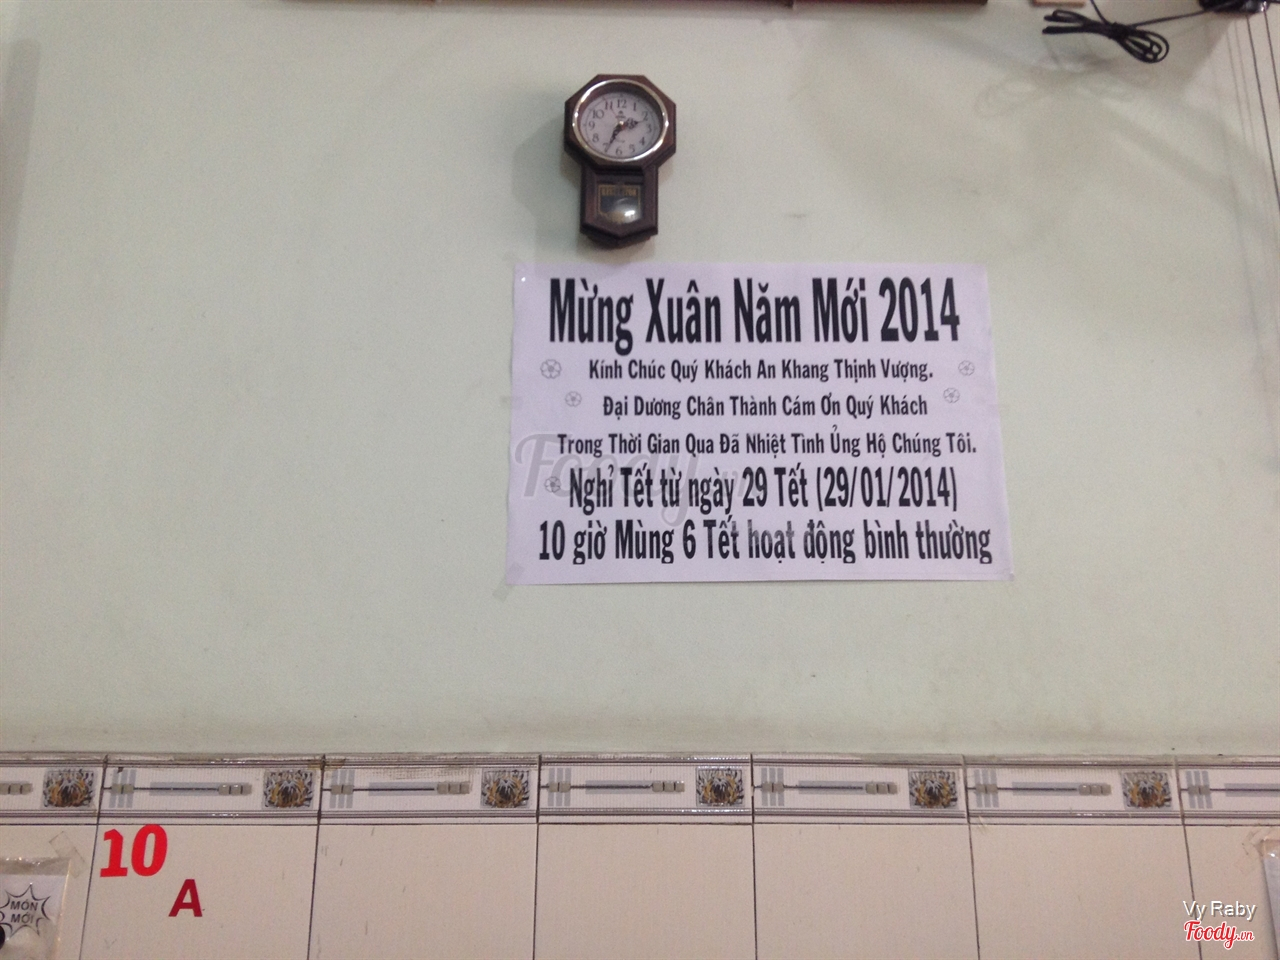 Mừng Xuân Năm Mới 2014
Kính Chúc Quý Khách An Khang Thịnh Vượng.
Đại Dương Chân Thành Cám Ơn Quý Khách
Trong Thời Gian Qua Đã Nhiệt Tình Ủng Hộ Chúng Tôi.
Nghỉ Tết từ ngày 29 Tết (29/01/2014)
10 giờ Mùng 6 Tết hoạt động bình thường
Foody.vn
10
A
MÓN
MỚI
Vy Raby
Foody.vn